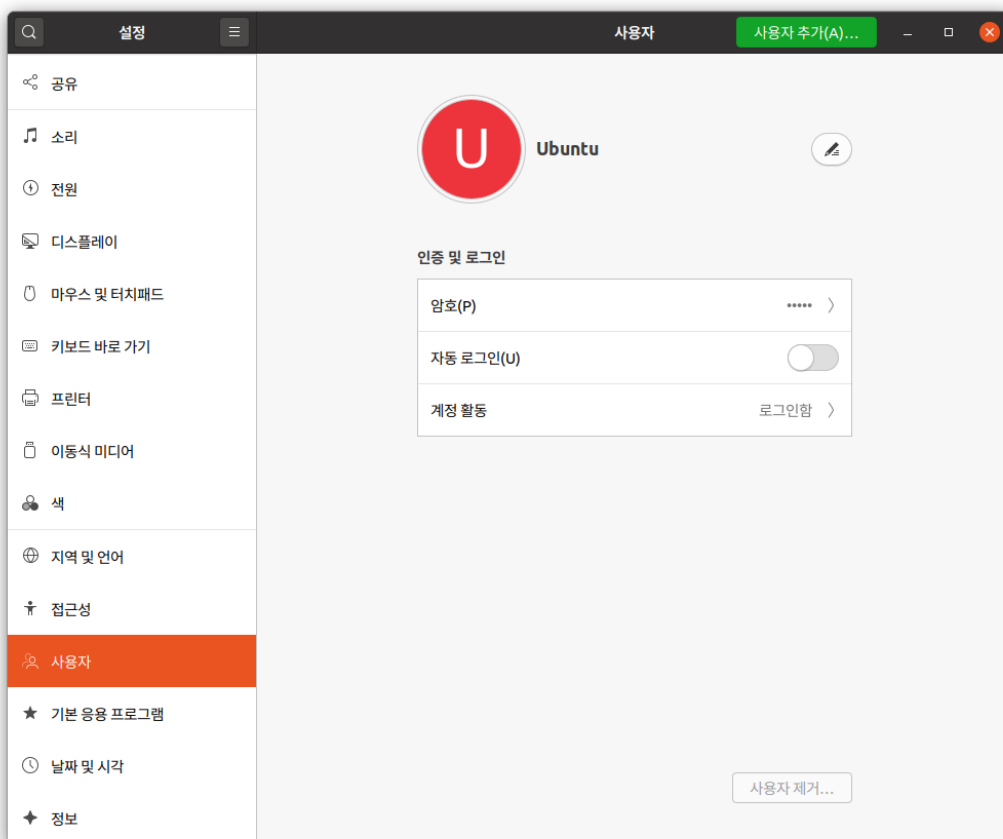 설정
사용자
사용자 추가(A)...
공유
소리
전원
디스플레이
마우스 및 터치패드
키보드 바로 가기
프린터
이동식 미디어
색
지역 및 언어
접근성
사용자
기본 응용 프로그램
날짜 및 시각
정보
U
Ubuntu
인증 및 로그인
암호(P) •••••
자동 로그인(U)
계정 활동 로그인함
사용자 제거...